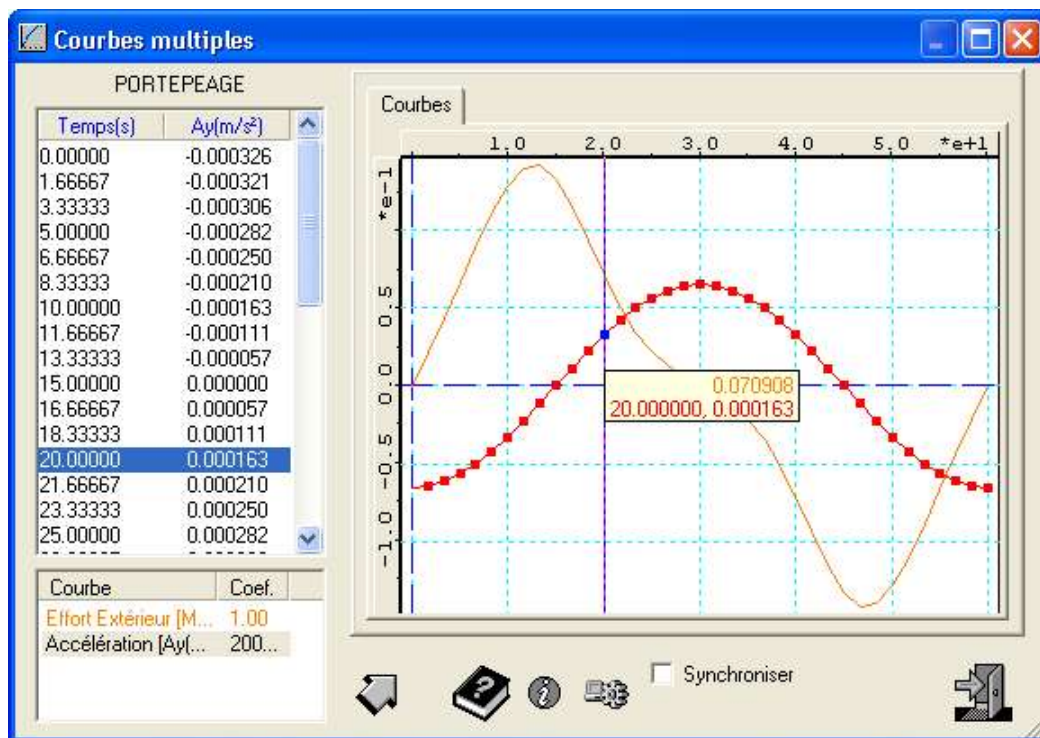 Courbes multiples
PORTEPEAGE
Temps(s) Ay(m/s²)
0.00000 -0.000326
1.66667 -0.000321
3.33333 -0.000306
5.00000 -0.000282
6.66667 -0.000250
8.33333 -0.000210
10.00000 -0.000163
11.66667 -0.000111
13.33333 -0.000057
15.00000 0.000000
16.66667 0.000057
18.33333 0.000111
20.00000 0.000163
21.66667 0.000210
23.33333 0.000250
25.00000 0.000282
Courbe Coef.
Effort Extérieur [M... 1.00
Accélération [Ay(... 200...
Courbes
1.0 2.0 3.0 4.0 5.0 *e+1
*e-1
0.5
0.0
-0.5
-1.0
0.070908
20.000000, 0.000163
Synchroniser